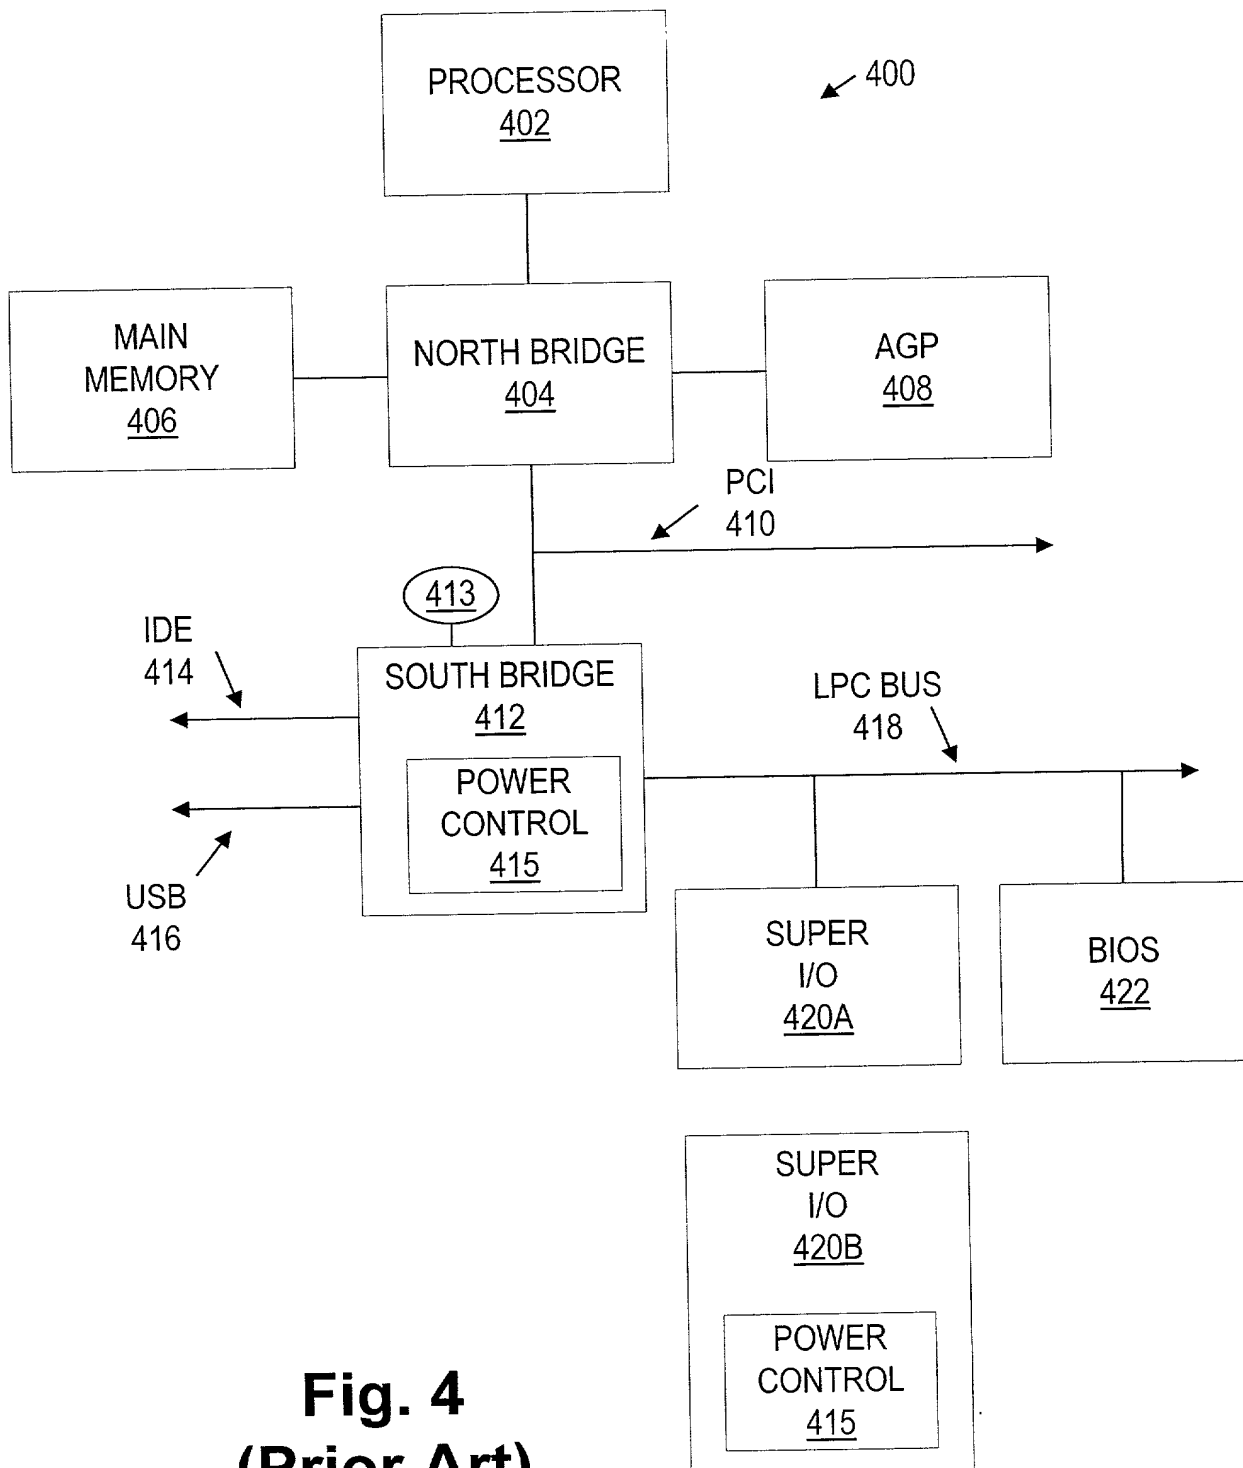 PROCESSOR
402
400
MAIN
MEMORY
406
NORTH BRIDGE
404
AGP
408
PCI
410
413
IDE
414
SOUTH BRIDGE
412
LPC BUS
418
POWER
CONTROL
415
USB
416
SUPER
I/O
420A
BIOS
422
SUPER
I/O
420B
POWER
CONTROL
415
Fig. 4
(Prior Art)